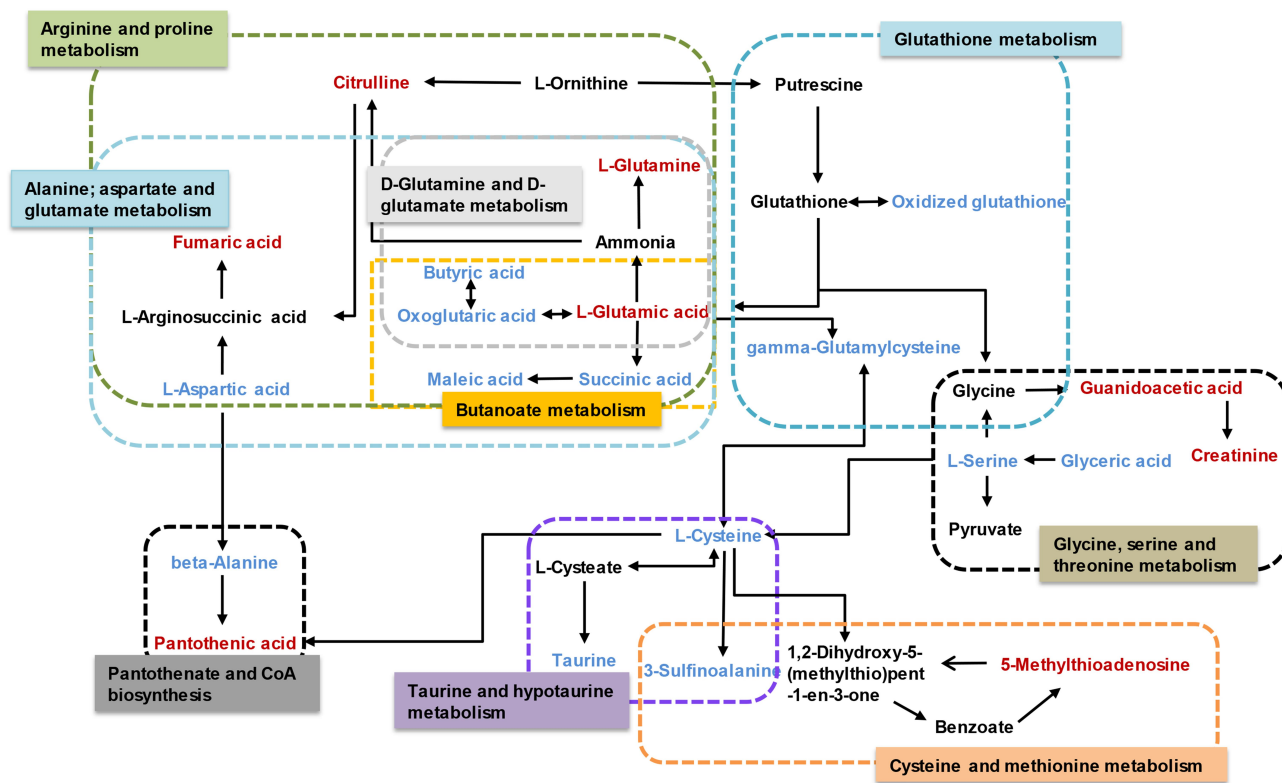 Arginine and proline
metabolism
Glutathione metabolism
Citrulline
L-Ornithine
Putrescine
Alanine; aspartate and
glutamate metabolism
D-Glutamine and D-
glutamate metabolism
L-Glutamine
Glutathione
Oxidized glutathione
Fumaric acid
Ammonia
Butyric acid
L-Arginosuccinic acid
Oxoglutaric acid
L-Glutamic acid
gamma-Glutamylcysteine
L-Aspartic acid
Maleic acid
Succinic acid
Butanoate metabolism
Glycine
Guanidoacetic acid
L-Serine
Glyceric acid
Creatinine
Pyruvate
Glycine, serine and
threonine metabolism
beta-Alanine
L-Cysteine
L-Cysteate
Pantothenic acid
Pantothenate and CoA
biosynthesis
Taurine
3-Sulfinoalanine
Taurine and hypotaurine
metabolism
1,2-Dihydroxy-5-
(methylthio)pent
-1-en-3-one
5-Methylthioadenosine
Benzoate
Cysteine and methionine metabolism